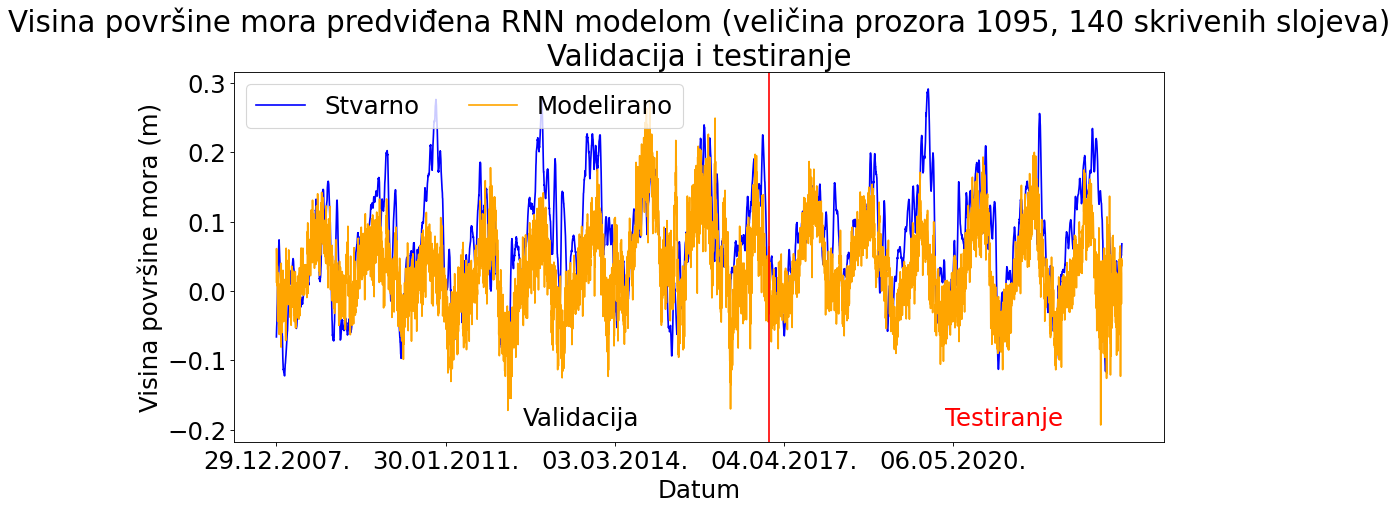 Visina površine mora predviđena RNN modelom (veličina prozora 1095, 140 skrivenih slojeva)
Validacija i testiranje
Stvarno
Modelirano
Visina površine mora (m)
0.3
0.2
0.1
0.0
−0.1
−0.2
Validacija
Testiranje
29.12.2007.
30.01.2011.
03.03.2014.
04.04.2017.
06.05.2020.
Datum